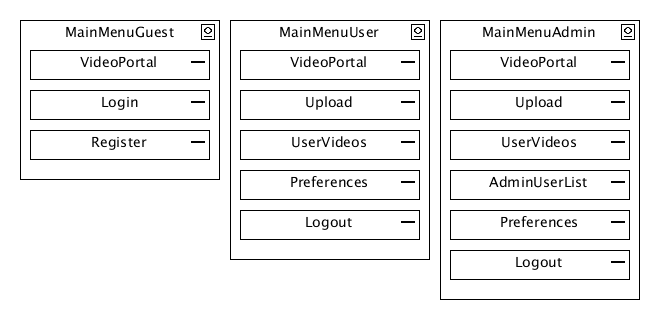 MainMenuGuest
VideoPortal
Login
Register
MainMenuUser
VideoPortal
Upload
UserVideos
Preferences
Logout
MainMenuAdmin
VideoPortal
Upload
UserVideos
AdminUserList
Preferences
Logout